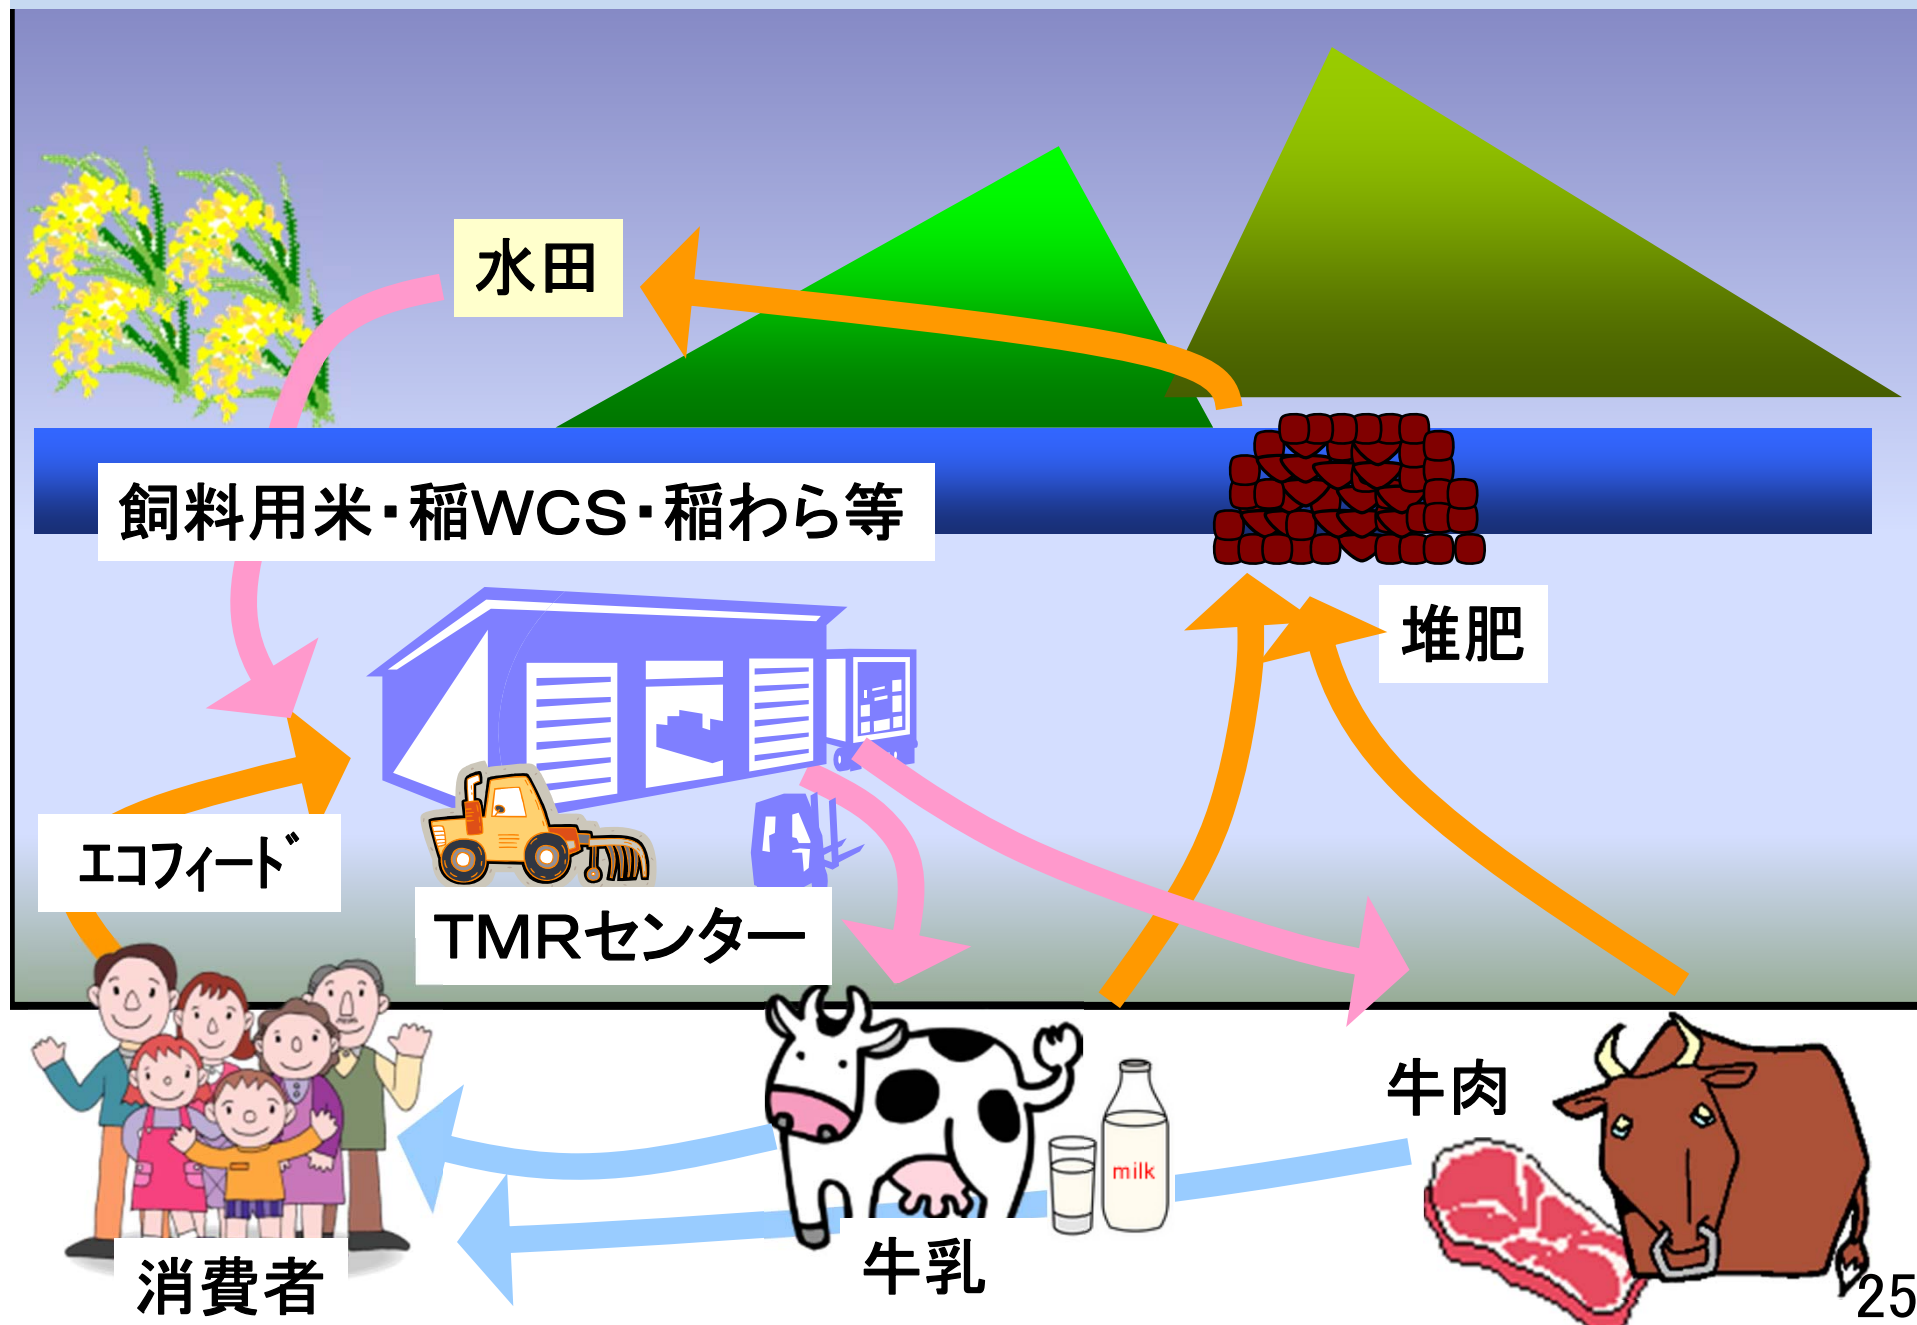 水田
飼料用米・稲WCS・稲わら等
堆肥
エコフィード
TMRセンター
牛肉
milk
牛乳
消費者
25